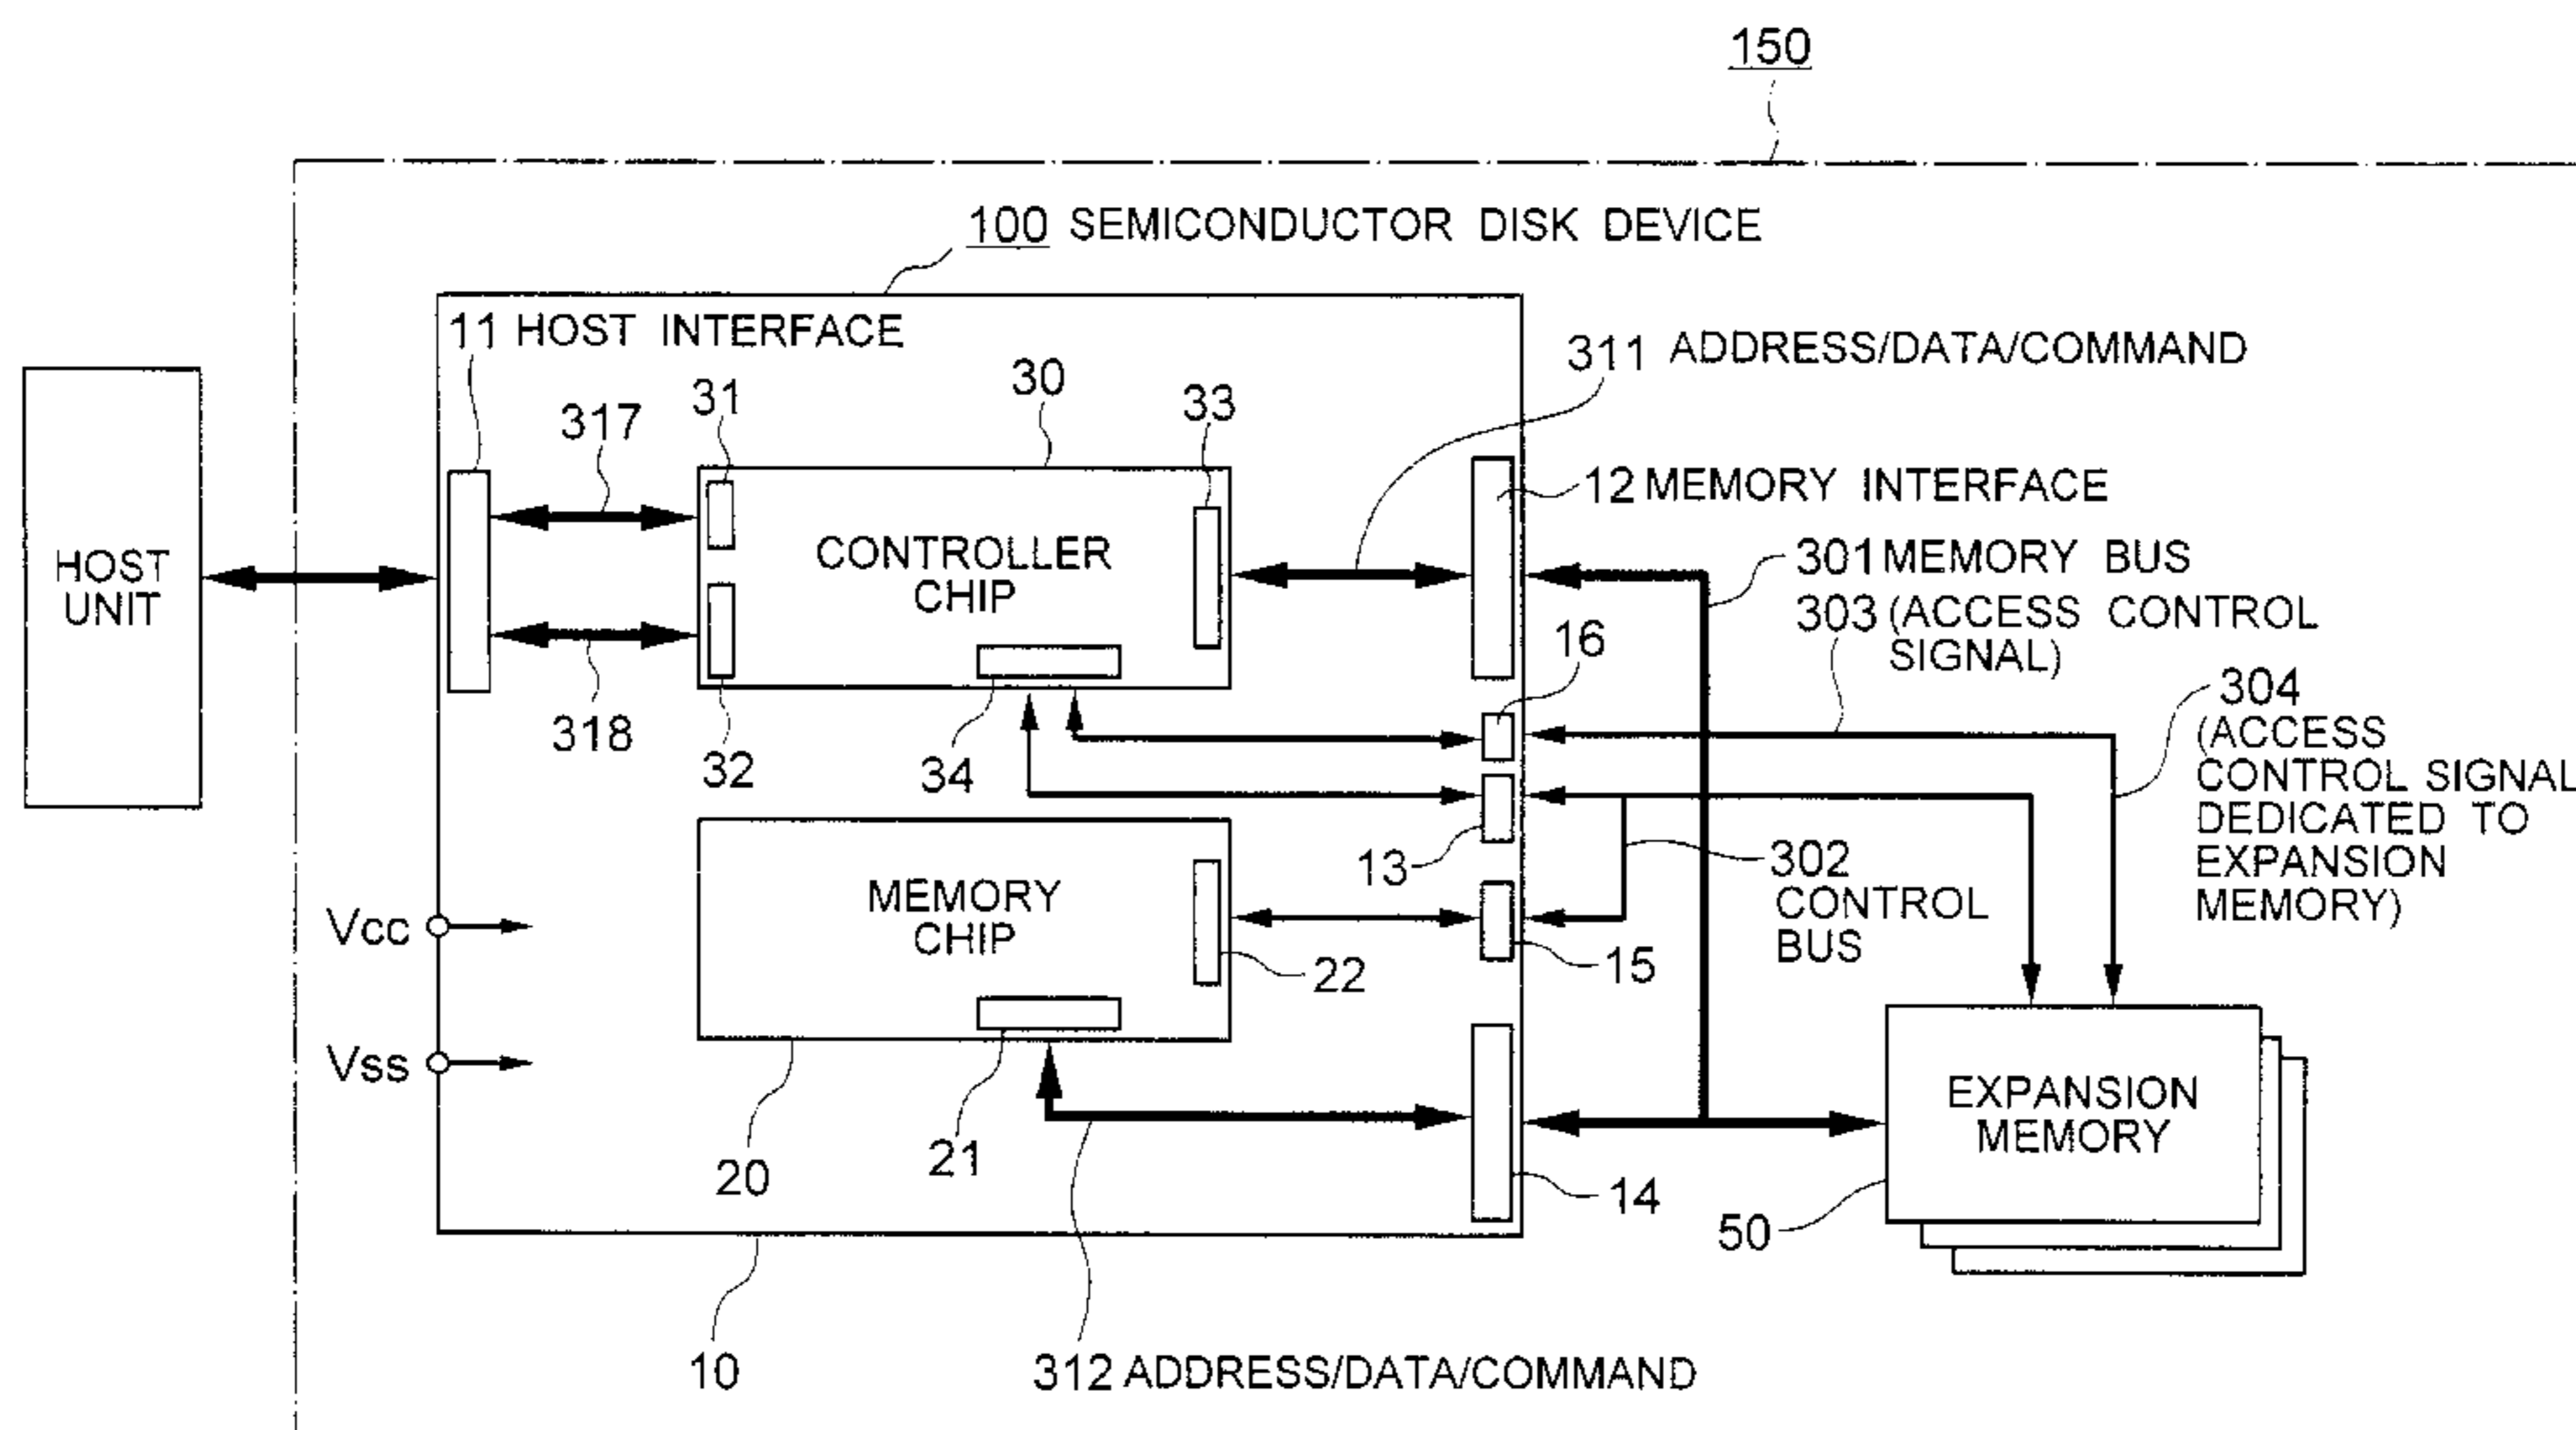 150
100 SEMICONDUCTOR DISK DEVICE
11 HOST INTERFACE
311 ADDRESS/DATA/COMMAND
317
31
30
33
12 MEMORY INTERFACE
HOST
UNIT
CONTROLLER
CHIP
301 MEMORY BUS
303 (ACCESS CONTROL
SIGNAL)
16
318
32
34
304
(ACCESS
CONTROL SIGNAL
DEDICATED TO
EXPANSION
MEMORY)
13
302
CONTROL
BUS
MEMORY
CHIP
Vcc
22
15
Vss
20
21
14
EXPANSION
MEMORY
50
10
312 ADDRESS/DATA/COMMAND